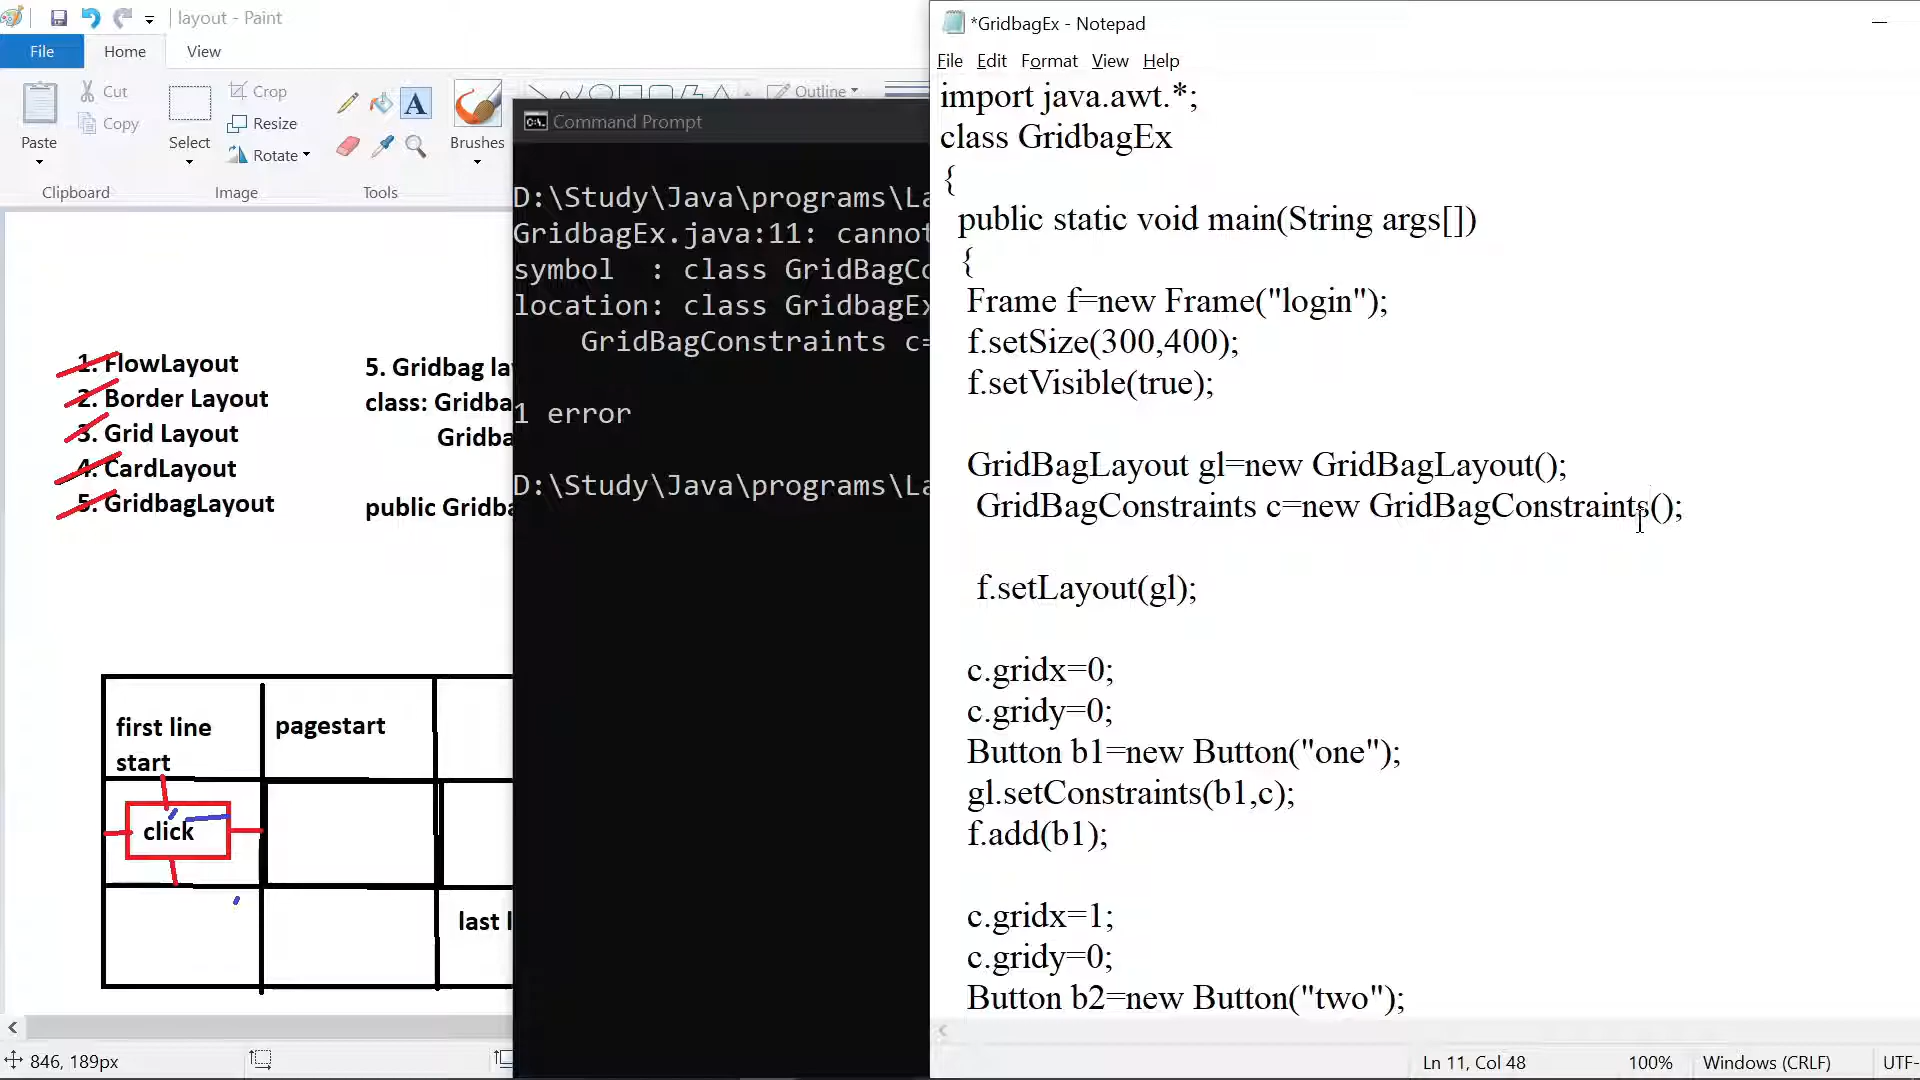 layout - Paint
File
Home
View
Paste
Cut
Copy
Clipboard
Select
Crop
Resize
Rotate
Image
A
Tools
Brushes
Outline
1. FlowLayout
2. Border Layout
3. Grid Layout
4. CardLayout
5. GridbagLayout
5. Gridbag la
class: Gridba
Gridba
public Gridba
first line
start
pagestart
click
last l
846, 189px
Command Prompt
D:\Study\Java\programs\La
GridbagEx.java:11: cannot
symbol  : class GridBagCo
location: class GridbagEx
GridBagConstraints c=
1 error
D:\Study\Java\programs\La
*GridbagEx - Notepad
File Edit Format View Help
import java.awt.*;
class GridbagEx
{
public static void main(String args[])
{
Frame f=new Frame("login");
f.setSize(300,400);
f.setVisible(true);
GridBagLayout gl=new GridBagLayout();
GridBagConstraints c=new GridBagConstraints();
f.setLayout(gl);
c.gridx=0;
c.gridy=0;
Button b1=new Button("one");
gl.setConstraints(b1,c);
f.add(b1);
c.gridx=1;
c.gridy=0;
Button b2=new Button("two");
Ln 11, Col 48
100%
Windows (CRLF)
UTF-